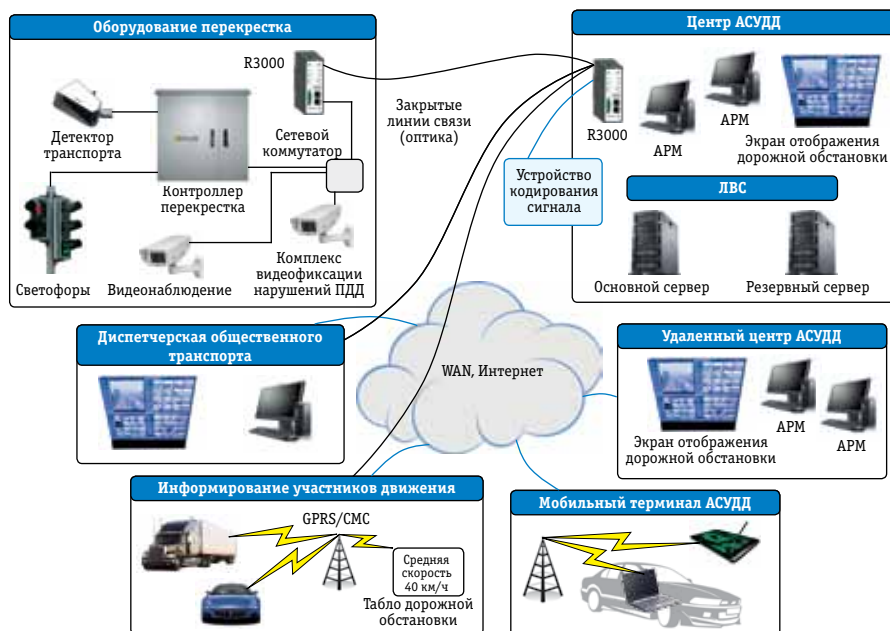 Оборудование перекрестка
R3000
Детектор
транспорта
Сетевой
коммутатор
Контроллер
перекрестка
Светофоры
Видеонаблюдение
Комплекс
видеофиксации
нарушений ПДД
Закрытые
линии связи
(оптика)
Центр АСУДД
R3000
АРМ
АРМ
Экран отображения
дорожной обстановки
Устройство
кодирования
сигнала
ЛВС
Основной сервер
Резервный сервер
Диспетчерская общественного
транспорта
WAN, Интернет
Удаленный центр АСУДД
Экран отображения
дорожной обстановки
АРМ
АРМ
Информирование участников движения
GPRS/СМС
Средняя
скорость
40 км/ч
Табло дорожной
обстановки
Мобильный терминал АСУДД